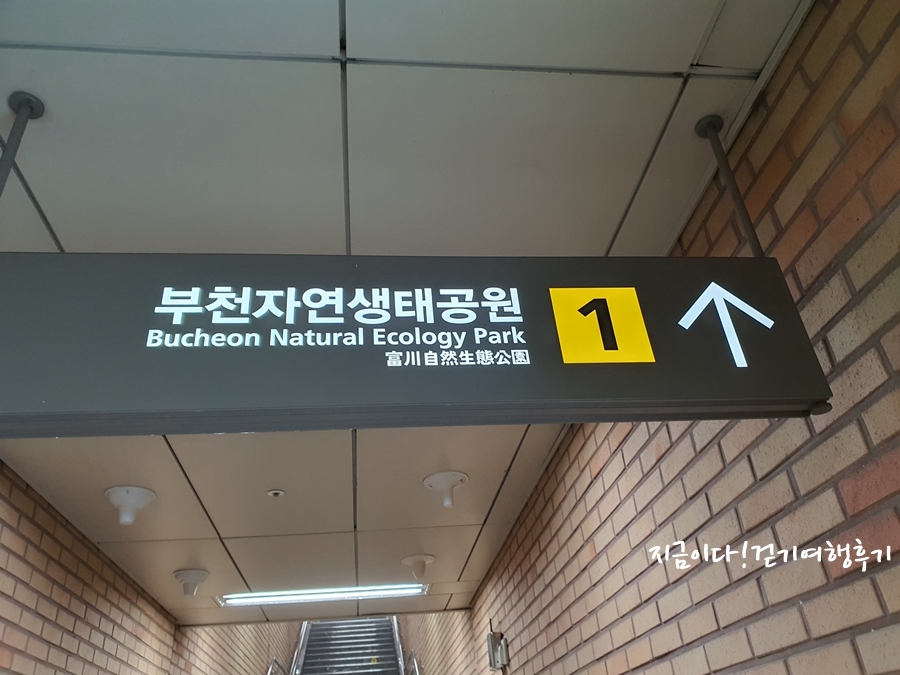 부천자연생태공원
Bucheon Natural Ecology Park
富川自然生態公園
1
지금이다!걷기여행후기